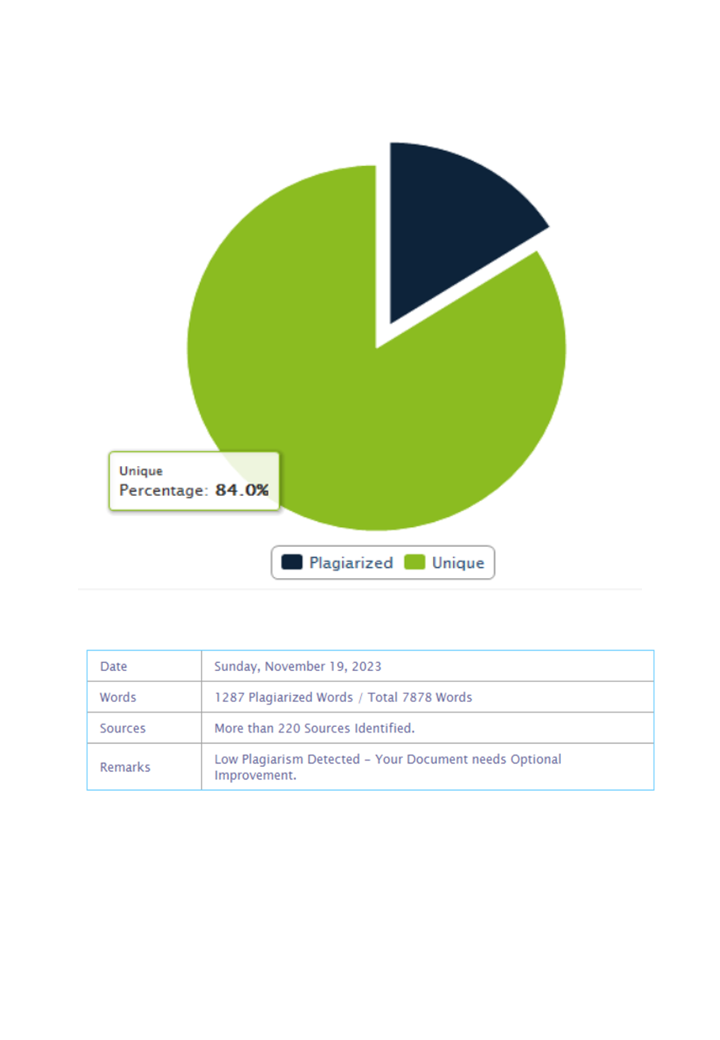 Unique
Percentage: 84.0%
Plagiarized Unique
Date Sunday, November 19, 2023
Words 1287 Plagiarized Words / Total 7878 Words
Sources More than 220 Sources Identified.
Remarks Low Plagiarism Detected – Your Document needs Optional
Improvement.